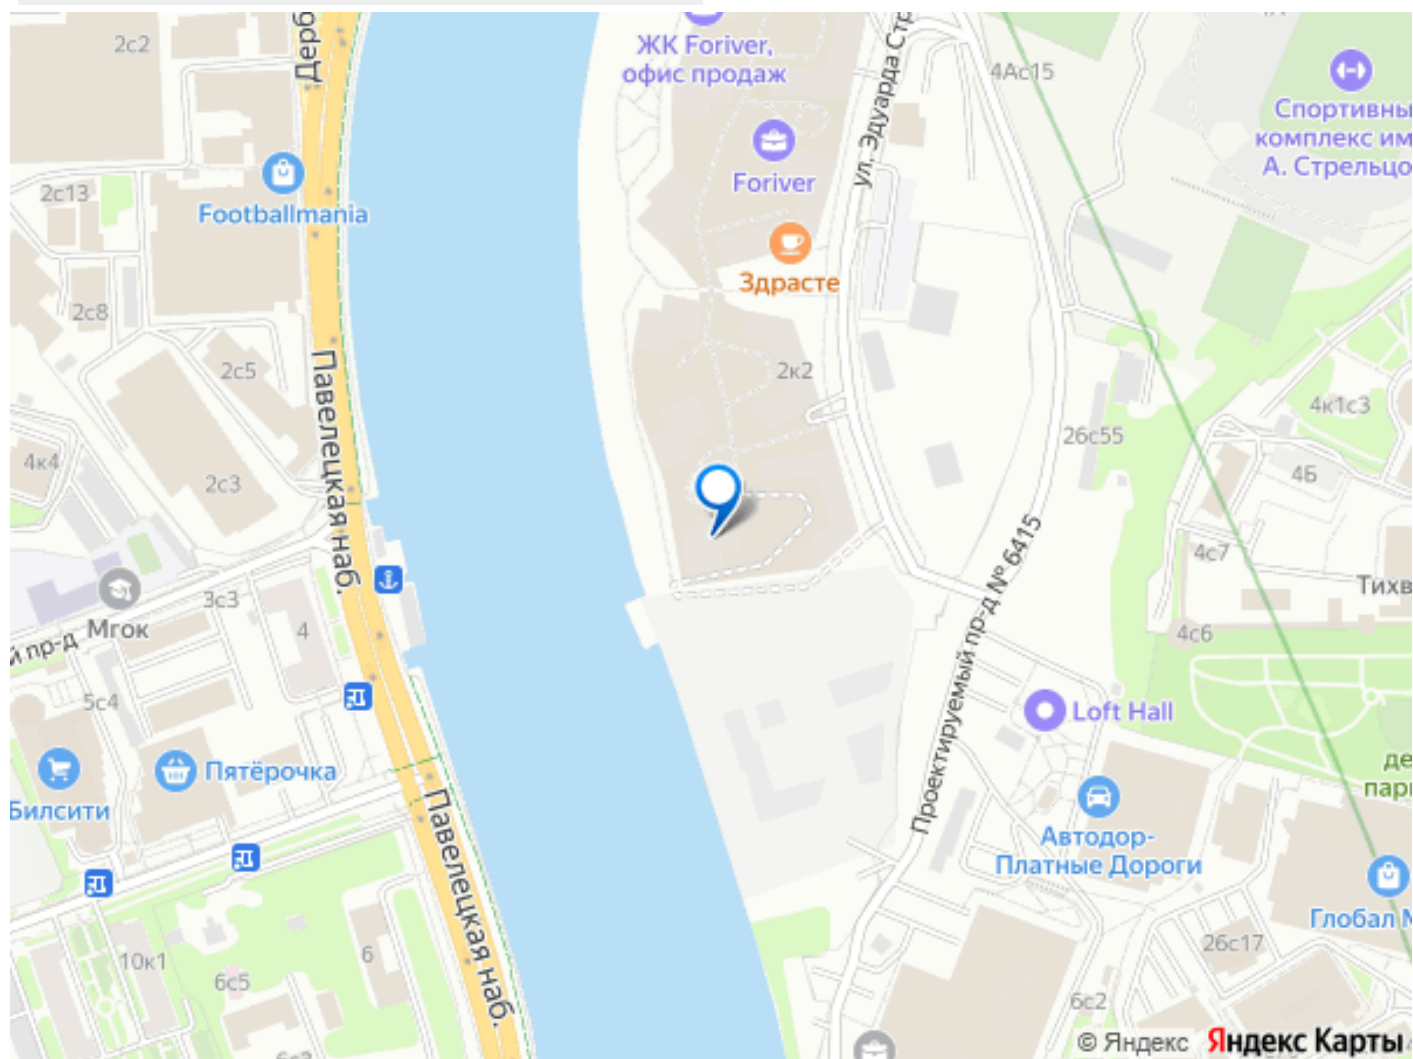 2с2
Дерб
ЖК Foriver,
офис продаж
ул. Эдуарда Стр
4Ас15
Спортивны
комплекс им
А. Стрельцо
Foriver
2с13
Footballmania
Здрасте
2с8
2с5
Павелецкая наб.
2к2
4к1с3
26с55
4к4
2с3
4Б
4с7
Проектируемый пр-д № 6415
Тихв
Мгок
3с3
4
й пр-д
4с6
5с4
Loft Hall
Билсити
Пятёрочка
де
пар
Автодор-
Платные Дороги
Павелецкая наб.
Глобал М
10к1
6с5
6
26с17
6с2
6с3
© Яндекс Яндекс Карты